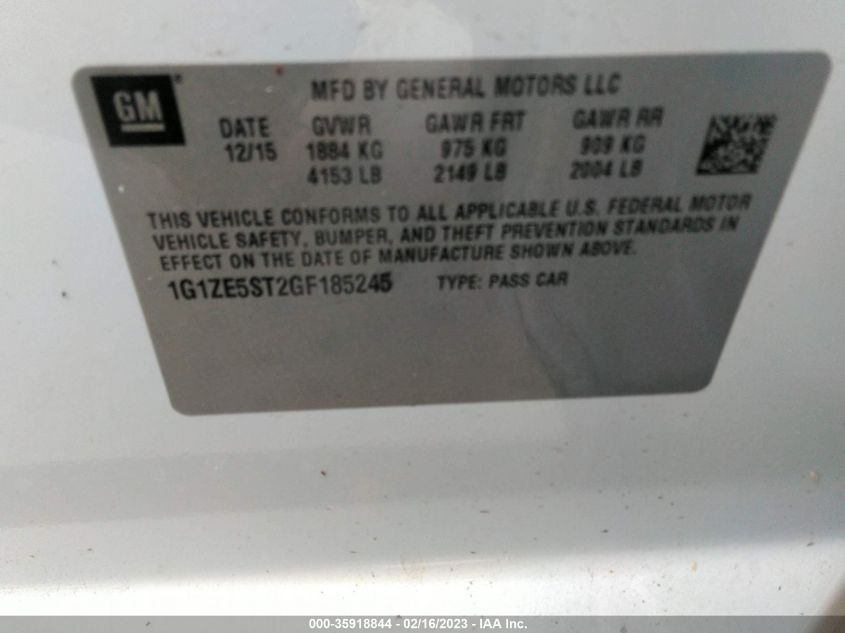 GM
MFD BY GENERAL MOTORS LLC
DATE GVWR GAWR FRT GAWR RR
12/15 1884 KG 975 KG 909 KG
4153 LB 2149 LB 2004 LB
THIS VEHICLE CONFORMS TO ALL APPLICABLE U.S. FEDERAL MOTOR
VEHICLE SAFETY, BUMPER, AND THEFT PREVENTION STANDARDS IN
EFFECT ON THE DATE OF MANUFACTURE SHOWN ABOVE.
1G1ZE5ST2GF185245 TYPE: PASS CAR
000-35918844 - 02/16/2023 - IAA Inc.